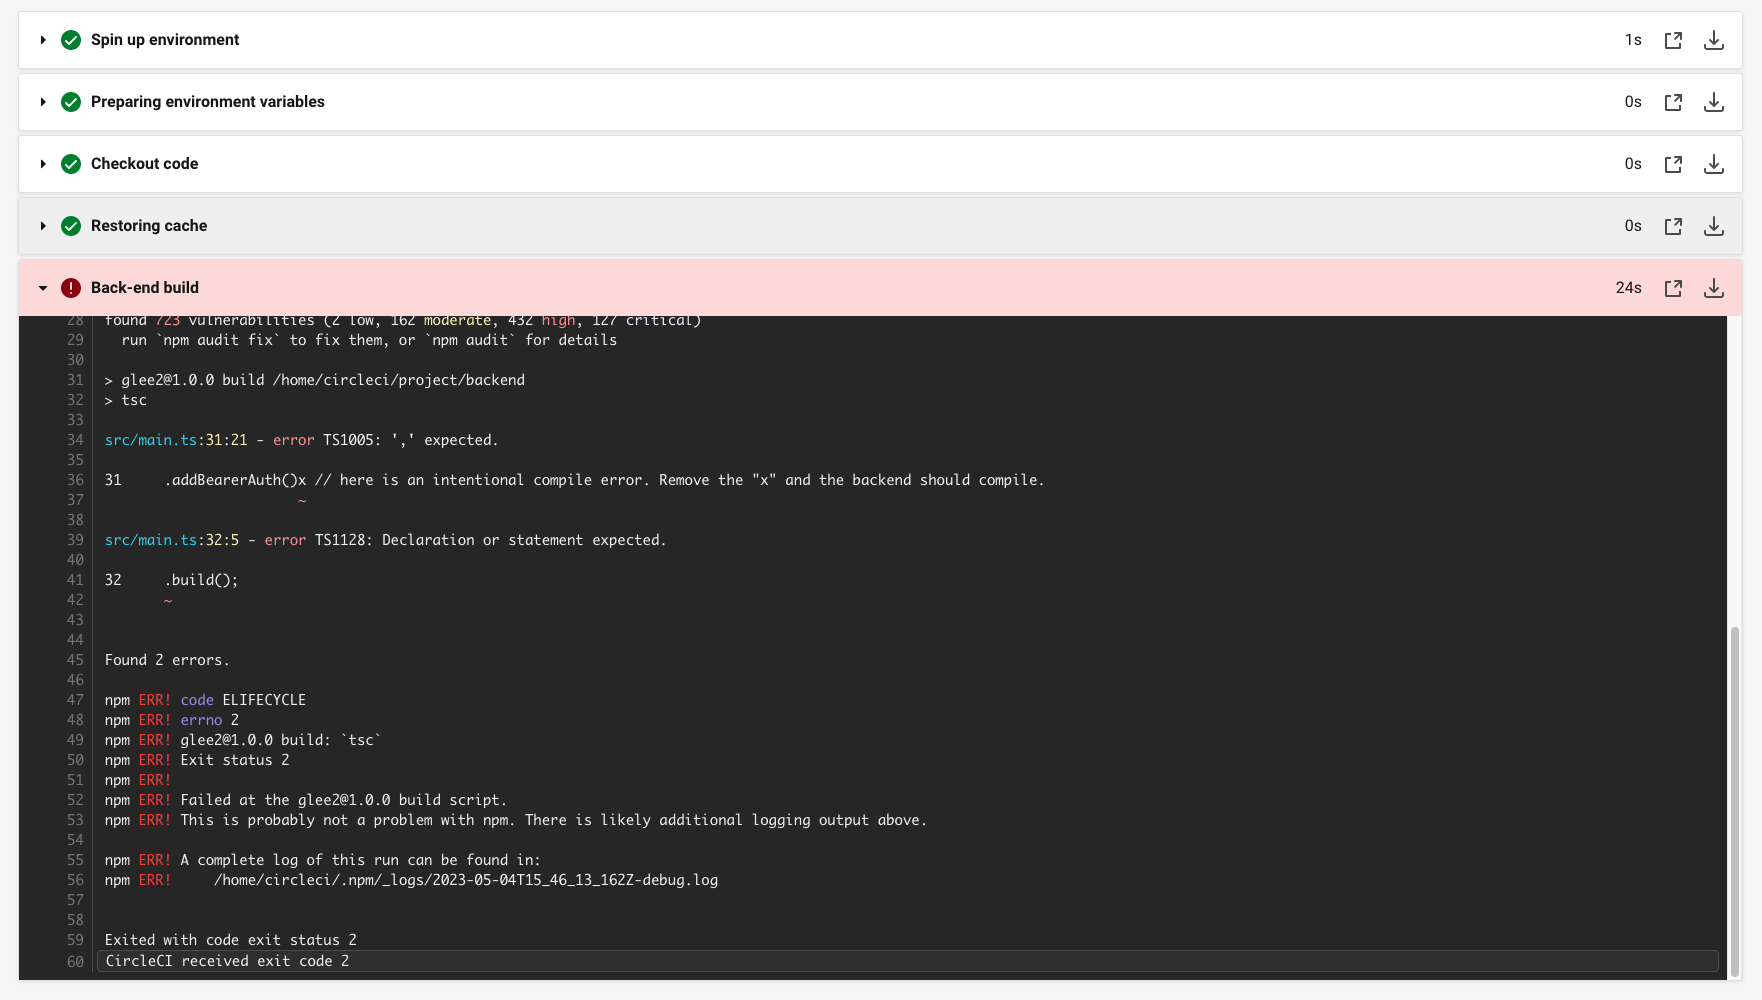 Spin up environment 1s
Preparing environment variables 0s
Checkout code 0s
Restoring cache 0s
Back-end build 24s
28 found 723 vulnerabilities (2 low, 162 moderate, 432 high, 127 critical)
29 run `npm audit fix` to fix them, or `npm audit` for details
30
31 > glee2@1.0.0 build /home/circleci/project/backend
32 > tsc
33
34 src/main.ts:31:21 - error TS1005: ',' expected.
35
36 31     .addBearerAuth()x // here is an intentional compile error. Remove the "x" and the backend should compile.
37 ~
38
39 src/main.ts:32:5 - error TS1128: Declaration or statement expected.
40
41 32     .build();
42 ~
43
44
45 Found 2 errors.
46
47 npm ERR! code ELIFECYCLE
48 npm ERR! errno 2
49 npm ERR! glee2@1.0.0 build: `tsc`
50 npm ERR! Exit status 2
51 npm ERR!
52 npm ERR! Failed at the glee2@1.0.0 build script.
53 npm ERR! This is probably not a problem with npm. There is likely additional logging output above.
54
55 npm ERR! A complete log of this run can be found in:
56 npm ERR!     /home/circleci/.npm/_logs/2023-05-04T15_46_13_162Z-debug.log
57
58
59 Exited with code exit status 2
60 CircleCI received exit code 2